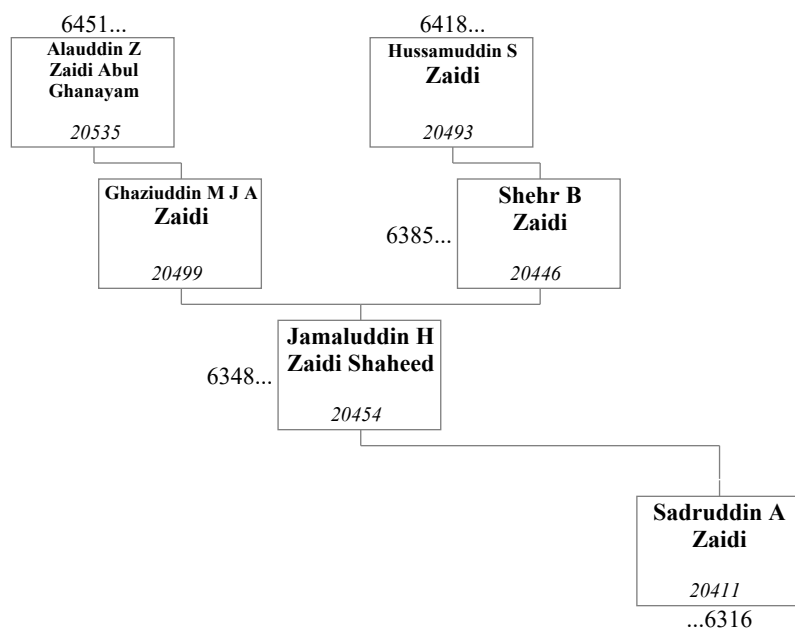 6451...
Alauddin Z
Zaidi Abul
Ghanayam
20535
6418...
Hussamuddin S
Zaidi
20493
Ghaziuddin M J A
Zaidi
20499
6385...
Shehr B
Zaidi
20446
6348...
Jamaluddin H
Zaidi Shaheed
20454
Sadruddin A
Zaidi
20411
...6316